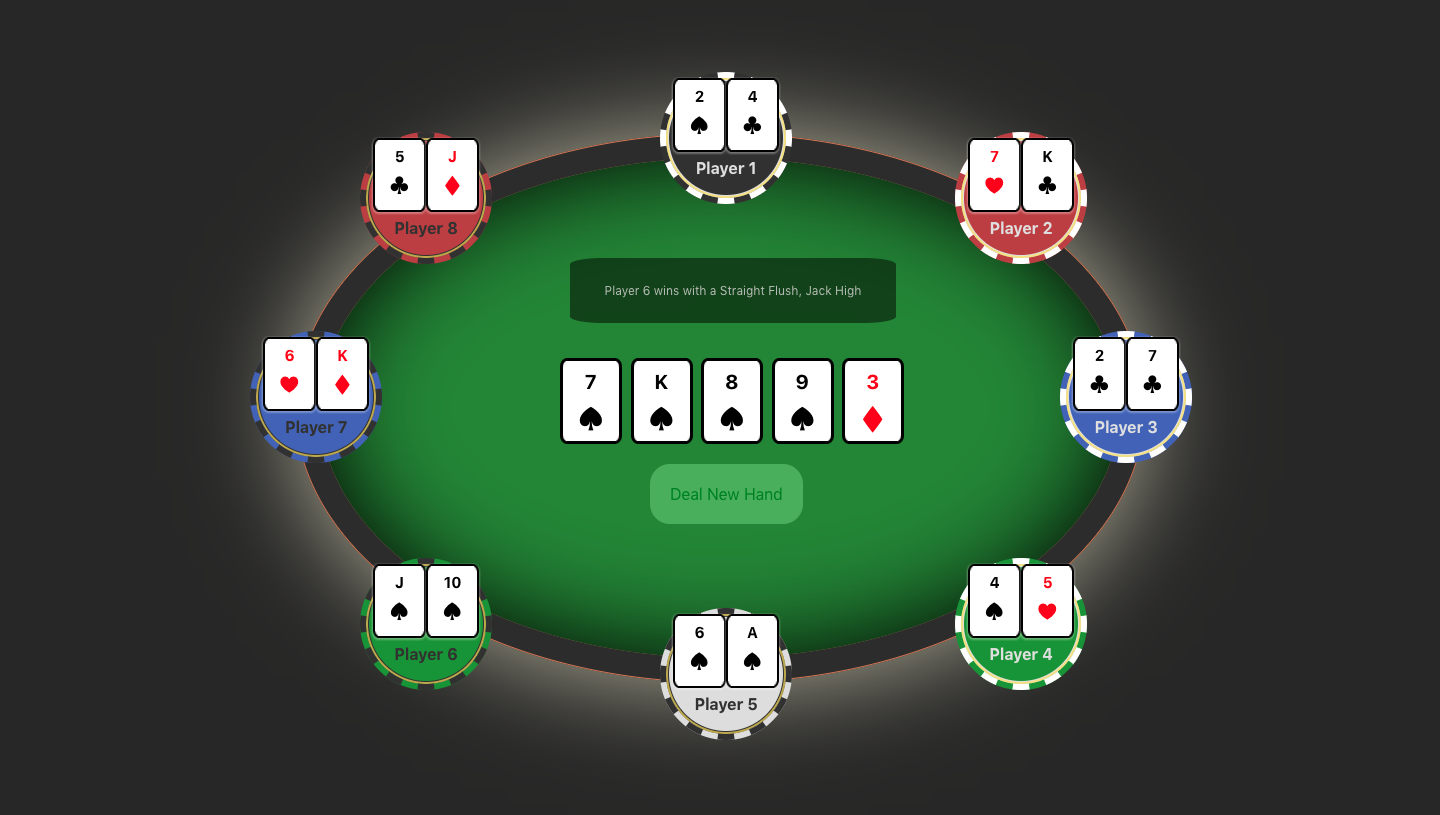 2 4
Player 1
5 J
Player 8
7 K
Player 2
Player 6 wins with a Straight Flush, Jack High
6 K
Player 7
7 K 8 9 3
2 7
Player 3
Deal New Hand
J 10
Player 6
4 5
Player 4
6 A
Player 5